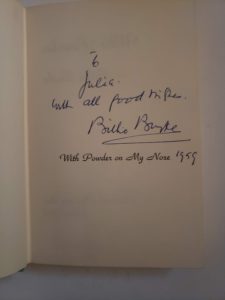 To
Julia.
with all good wishes.
Billie Burke
With Powder on My Nose 1959